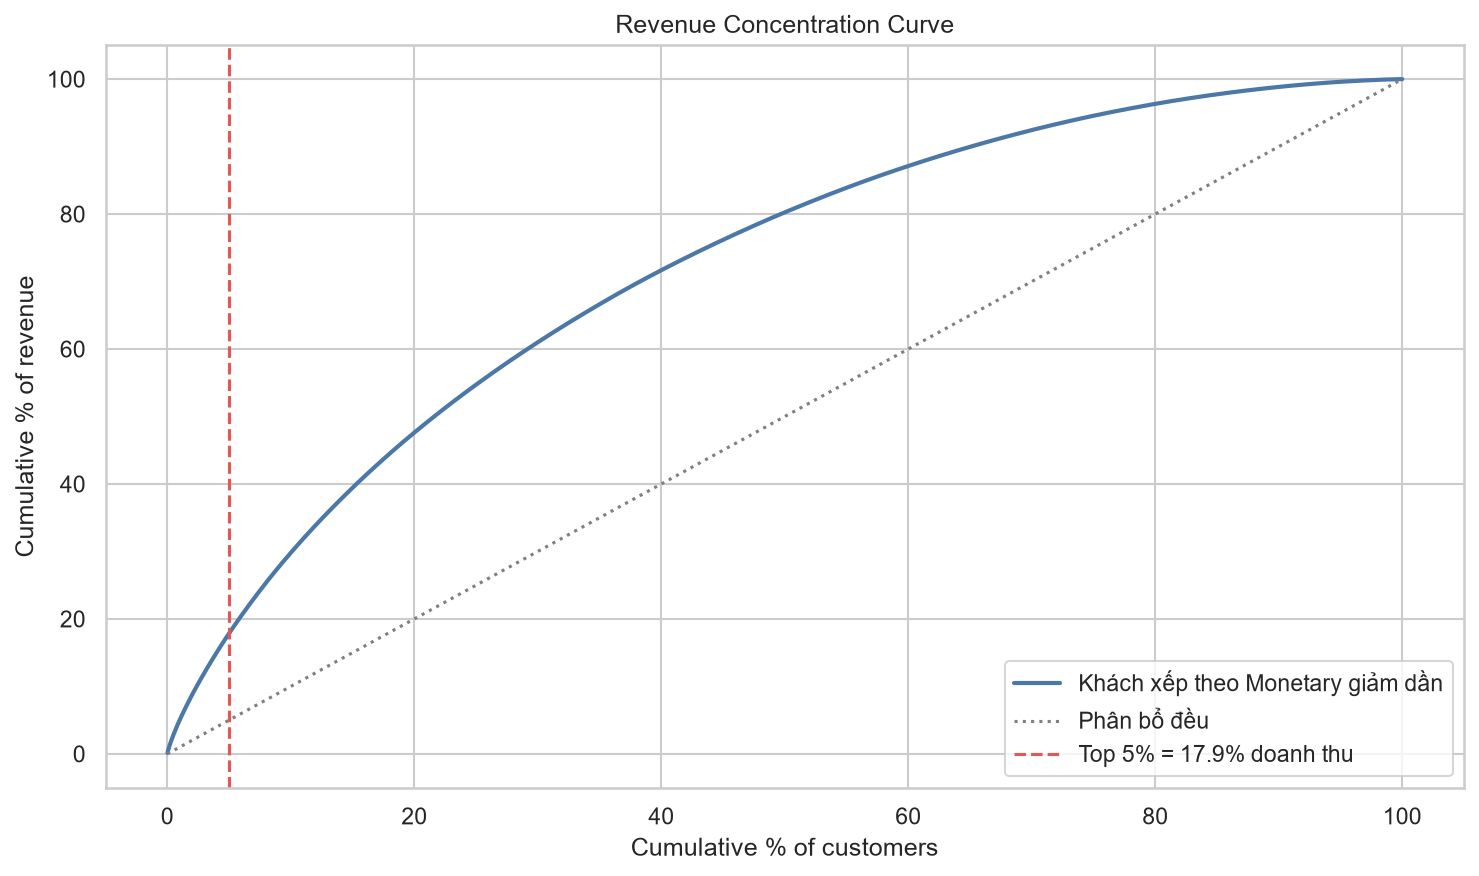 Revenue Concentration Curve
Cumulative % of revenue
100
80
60
40
20
0
0 20 40 60 80 100
Cumulative % of customers
Khách xếp theo Monetary giảm dần
Phân bổ đều
Top 5% = 17.9% doanh thu